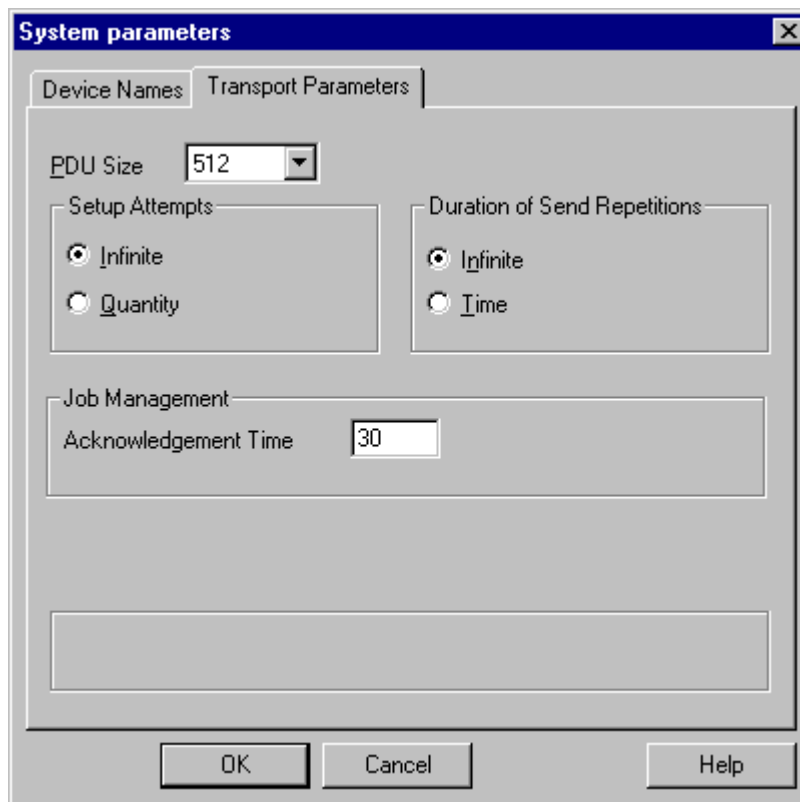 System parameters
Device Names
Transport Parameters
PDU Size 512
Setup Attempts
Infinite
Quantity
Duration of Send Repetitions
Infinite
Time
Job Management
Acknowledgement Time 30
OK Cancel Help